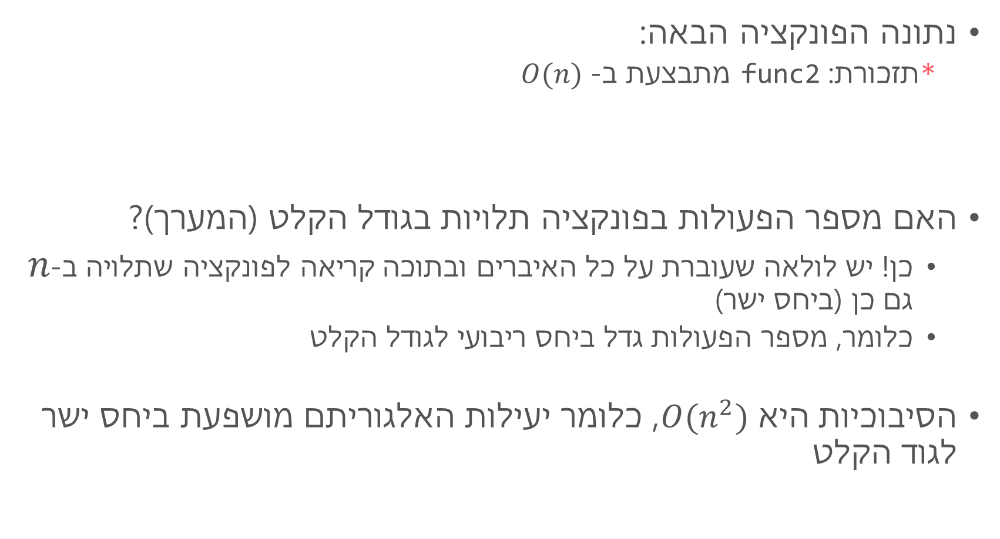 • נתונה הפונקציה הבאה:
*תזכורת: func2 מתבצעת ב- O(n)
• האם מספר הפעולות בפונקציה תלויות בגודל הקלט (המערך)?
• כן! יש לולאה שעוברת על כל האיברים ובתוכה קריאה לפונקציה שתלויה ב-n
גם כן (ביחס ישר)
• כלומר, מספר הפעולות גדל ביחס ריבועי לגודל הקלט
• הסיבוכיות היא O(n²), כלומר יעילות האלגוריתם מושפעת ביחס ישר
לגוד הקלט